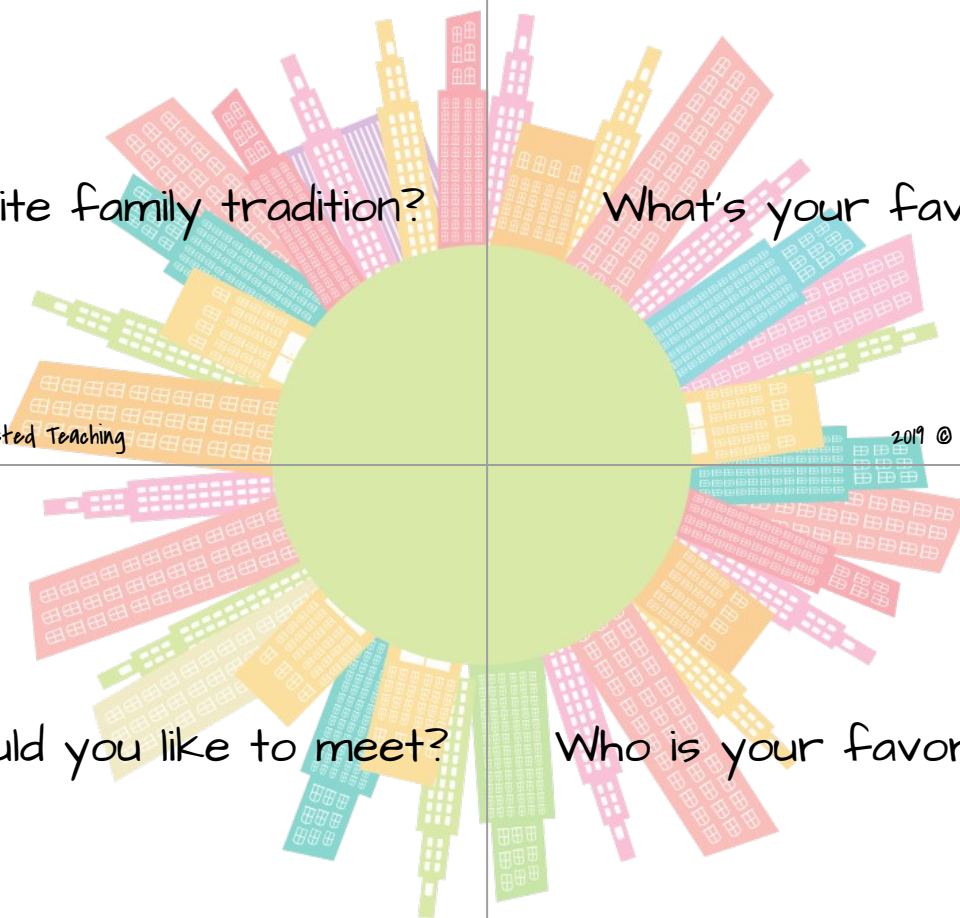 ite family tradition?
What's your fav
ted Teaching
2019 ©
uld you like to meet?
Who is your favor